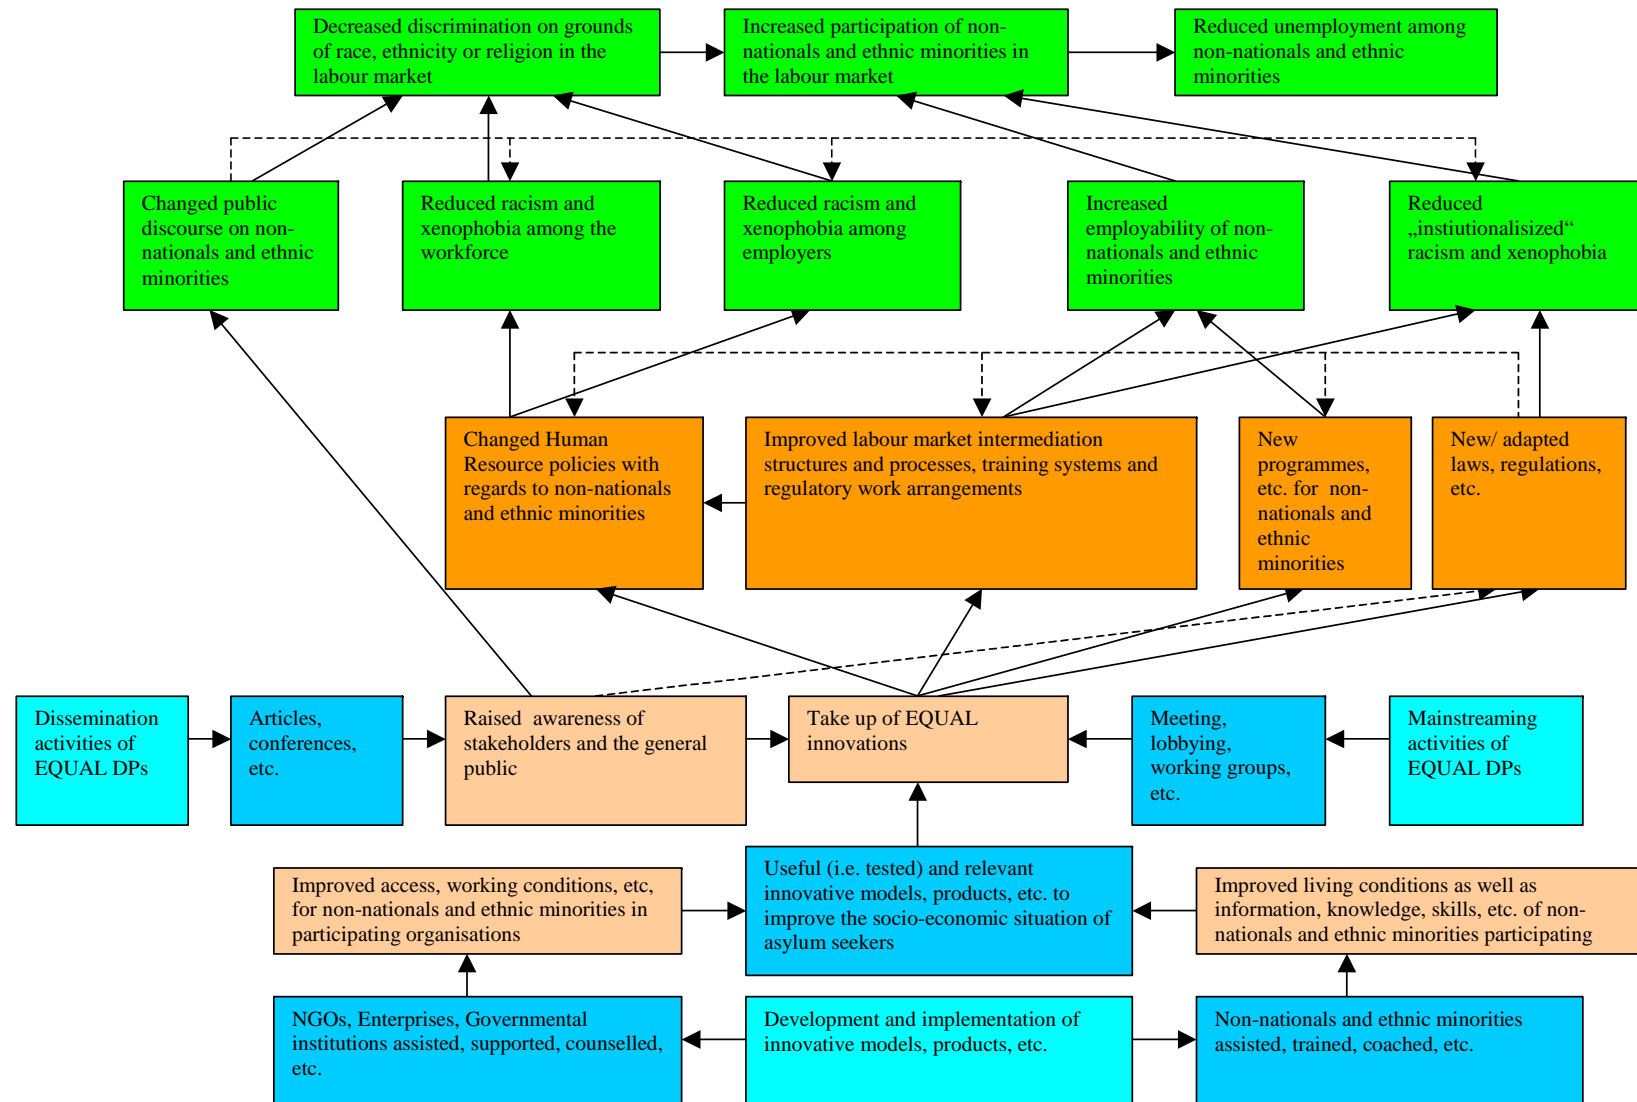 Decreased discrimination on grounds
of race, ethnicity or religion in the
labour market
Increased participation of non-
nationals and ethnic minorities in
the labour market
Reduced unemployment among
non-nationals and ethnic
minorities
Changed public
discourse on non-
nationals and ethnic
minorities
Reduced racism and
xenophobia among the
workforce
Reduced racism and
xenophobia among
employers
Increased
employability of non-
nationals and ethnic
minorities
Reduced
„instiutionalisized“
racism and xenophobia
Changed Human
Resource policies with
regards to non-nationals
and ethnic minorities
Improved labour market intermediation
structures and processes, training systems and
regulatory work arrangements
New
programmes,
etc. for non-
nationals and
ethnic
minorities
New/ adapted
laws, regulations,
etc.
Dissemination
activities of
EQUAL DPs
Articles,
conferences,
etc.
Raised awareness of
stakeholders and the general
public
Take up of EQUAL
innovations
Meeting,
lobbying,
working groups,
etc.
Mainstreaming
activities of
EQUAL DPs
Improved access, working conditions, etc,
for non-nationals and ethnic minorities in
participating organisations
Useful (i.e. tested) and relevant
innovative models, products, etc. to
improve the socio-economic situation of
asylum seekers
Improved living conditions as well as
information, knowledge, skills, etc. of non-
nationals and ethnic minorities participating
NGOs, Enterprises, Governmental
institutions assisted, supported, counselled,
etc.
Development and implementation of
innovative models, products, etc.
Non-nationals and ethnic minorities
assisted, trained, coached, etc.